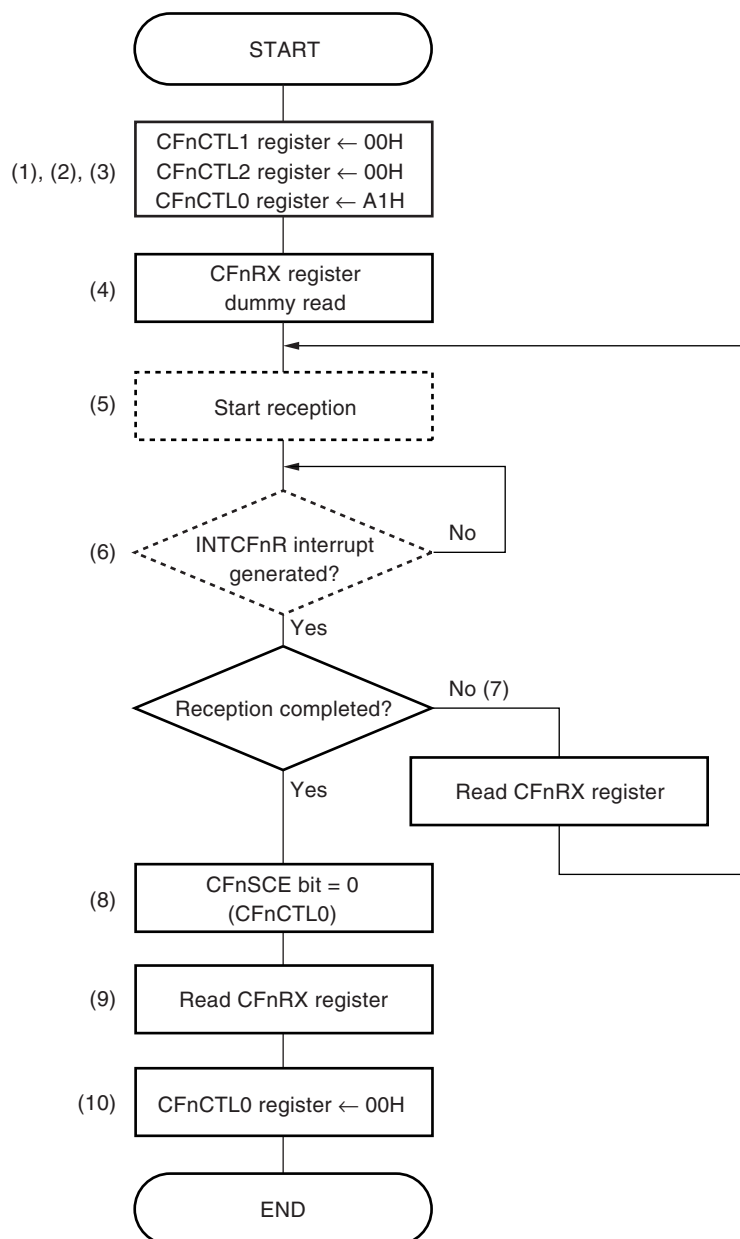 START
(1), (2), (3)
CFnCTL1 register ← 00H
CFnCTL2 register ← 00H
CFnCTL0 register ← A1H
(4)
CFnRX register
dummy read
(5)
Start reception
(6)
INTCFnR interrupt
generated?
No
Yes
Reception completed?
No (7)
Read CFnRX register
Yes
(8)
CFnSCE bit = 0
(CFnCTL0)
(9)
Read CFnRX register
(10)
CFnCTL0 register ← 00H
END